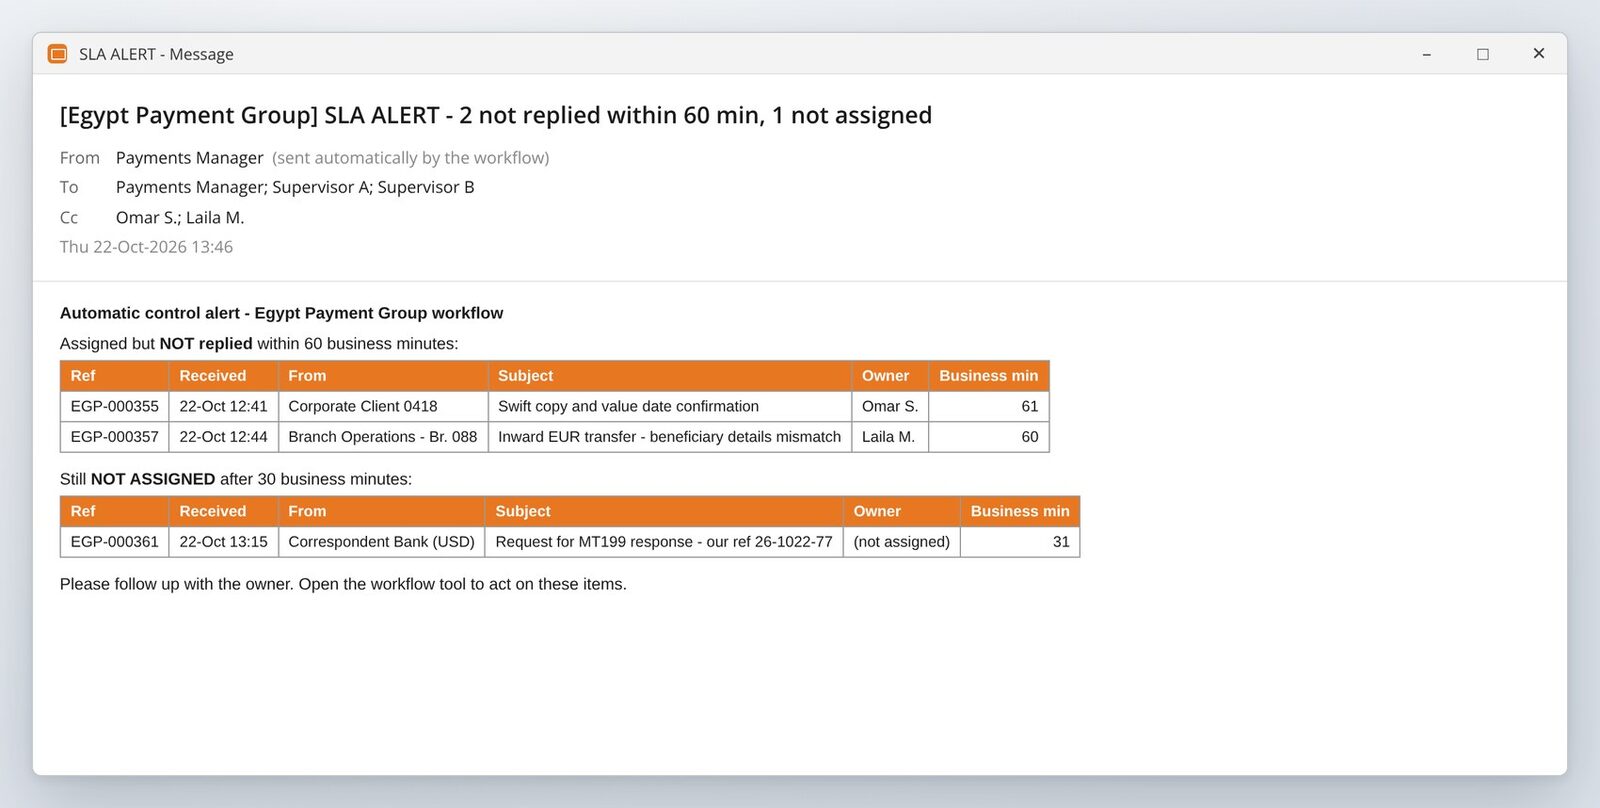 SLA ALERT - Message
[Egypt Payment Group] SLA ALERT - 2 not replied within 60 min, 1 not assigned
From Payments Manager (sent automatically by the workflow)
To Payments Manager; Supervisor A; Supervisor B
Cc Omar S.; Laila M.
Thu 22-Oct-2026 13:46
Automatic control alert - Egypt Payment Group workflow
Assigned but NOT replied within 60 business minutes:
Ref Received From Subject Owner Business min
EGP-000355 22-Oct 12:41 Corporate Client 0418 Swift copy and value date confirmation Omar S. 61
EGP-000357 22-Oct 12:44 Branch Operations - Br. 088 Inward EUR transfer - beneficiary details mismatch Laila M. 60
Still NOT ASSIGNED after 30 business minutes:
Ref Received From Subject Owner Business min
EGP-000361 22-Oct 13:15 Correspondent Bank (USD) Request for MT199 response - our ref 26-1022-77 (not assigned) 31
Please follow up with the owner. Open the workflow tool to act on these items.